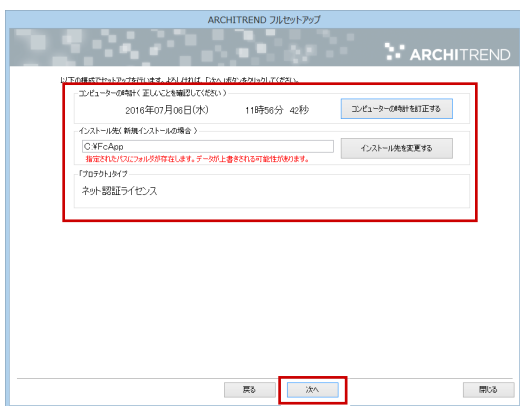 ARCHITREND フルセットアップ
ARCHITREND
以下の構成でセットアップを行います。よろしければ、「次へ」ボタンをクリックしてください。
コンピューターの時計(正しいことを確認してください)
2016年07月06日(水) 11時56分 42秒 コンピューターの時計を訂正する
インストール先(新規インストールの場合)
C:¥FcApp インストール先を変更する
指定されたパスにフォルダが存在します。データが上書きされる可能性があります。
「プロテクト」タイプ
ネット認証ライセンス
戻る 次へ 閉じる